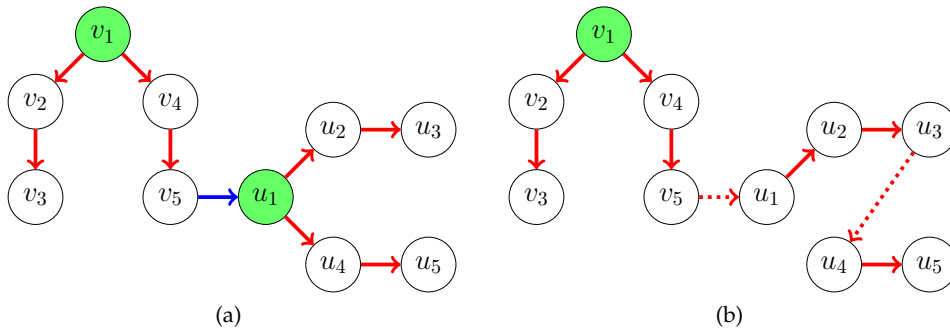 v₁
v₂ v₄
v₃ v₅ u₁
u₂ u₃
u₄ u₅
(a)
v₁
v₂ v₄
v₃ v₅ u₁
u₂ u₃
u₄ u₅
(b)